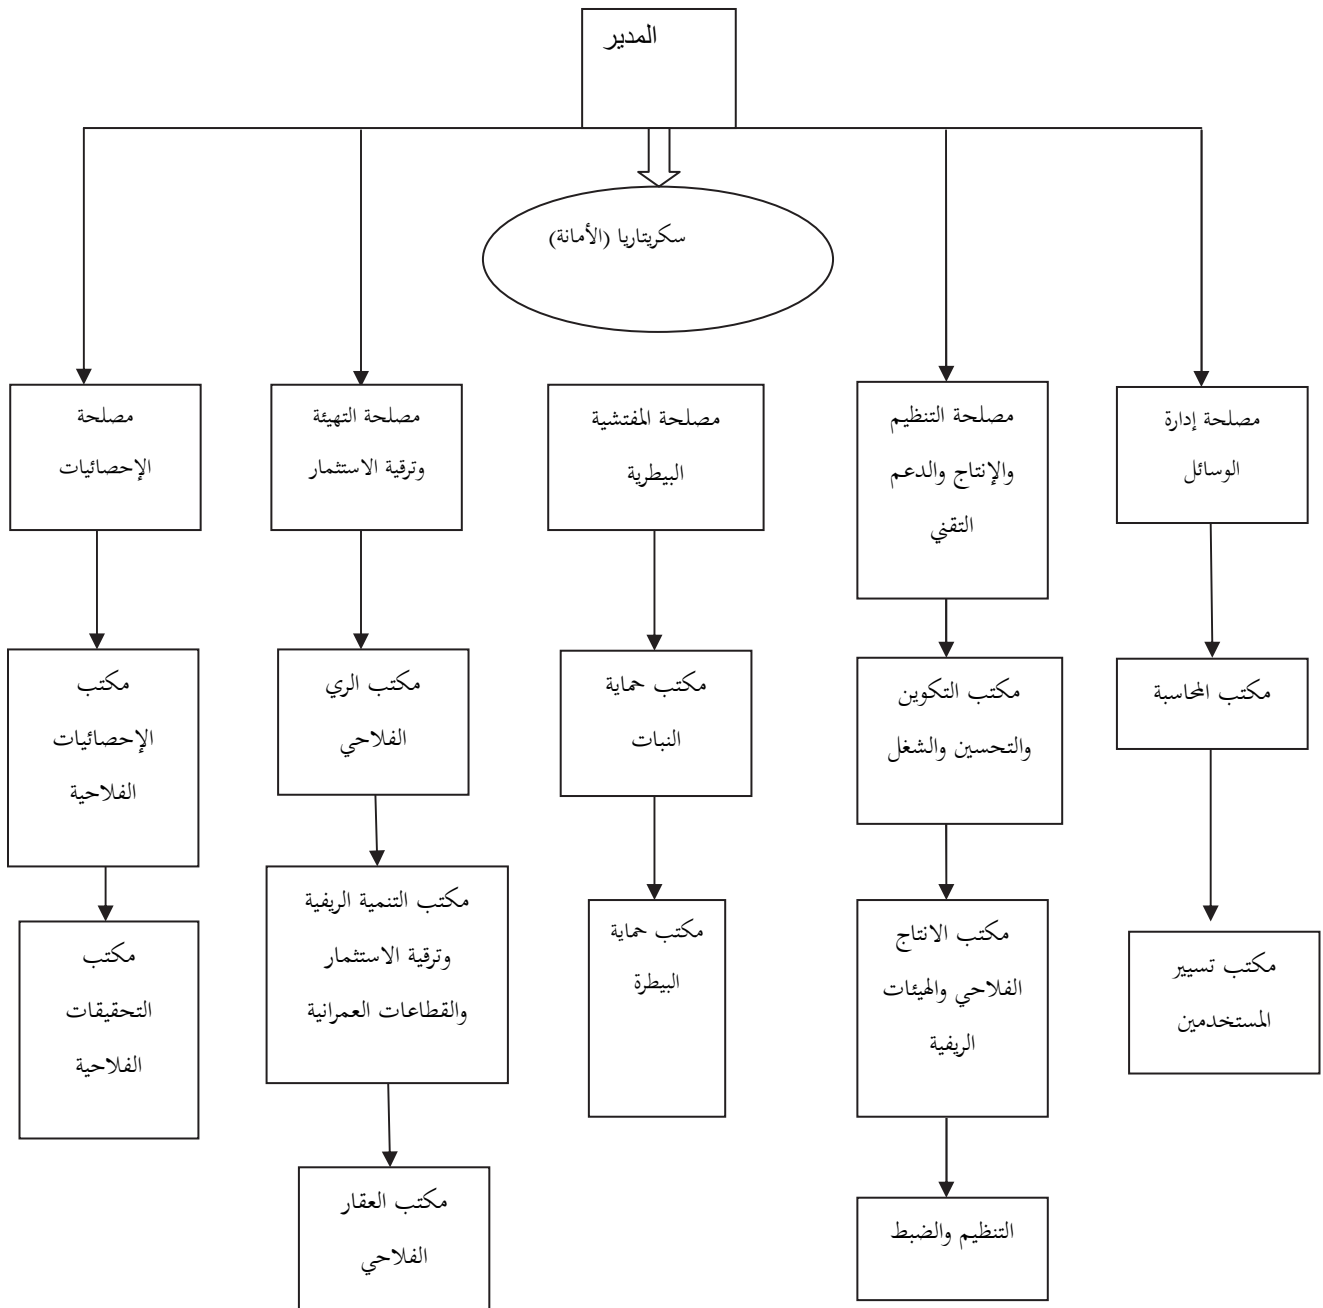 المدير
سكريتاريا (الأمانة)
مصلحة إدارة
الوسائل
مصلحة التنظيم
والإنتاج والدعم
التقني
مصلحة المفتشية
البيطرية
مصلحة التهيئة
وترقية الاستثمار
مصلحة
الإحصائيات
مكتب المحاسبة
مكتب التكوين
والتحسين والشغل
مكتب حماية
النبات
مكتب الري
الفلاحي
مكتب
الإحصائيات
الفلاحية
مكتب تسيير
المستخدمين
مكتب الانتاج
الفلاحي والهيئات
الريفية
مكتب حماية
البيطرة
مكتب التنمية الريفية
وترقية الاستثمار
والقطاعات العمرانية
مكتب
التحقيقات
الفلاحية
التنظيم والضبط
مكتب العقار
الفلاحي